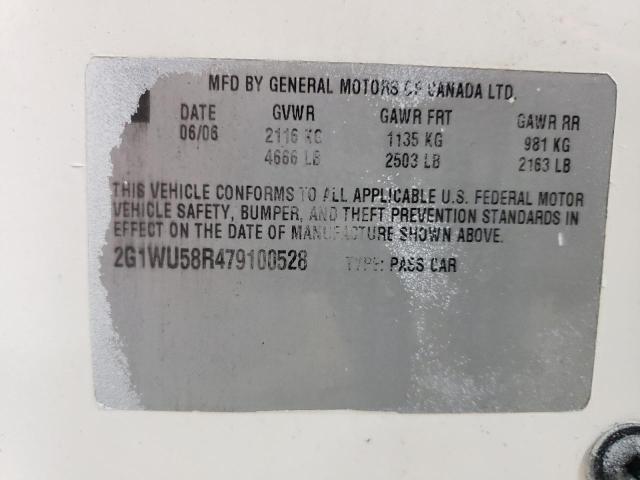 MFD BY GENERAL MOTORS OF CANADA LTD.
DATE GVWR GAWR FRT GAWR RR
06/06 2116 KG 1135 KG 981 KG
4666 LB 2503 LB 2163 LB
THIS VEHICLE CONFORMS TO ALL APPLICABLE U.S. FEDERAL MOTOR
VEHICLE SAFETY, BUMPER, AND THEFT PREVENTION STANDARDS IN
EFFECT ON THE DATE OF MANUFACTURE SHOWN ABOVE.
2G1WU58R479100528 TYPE: PASS CAR